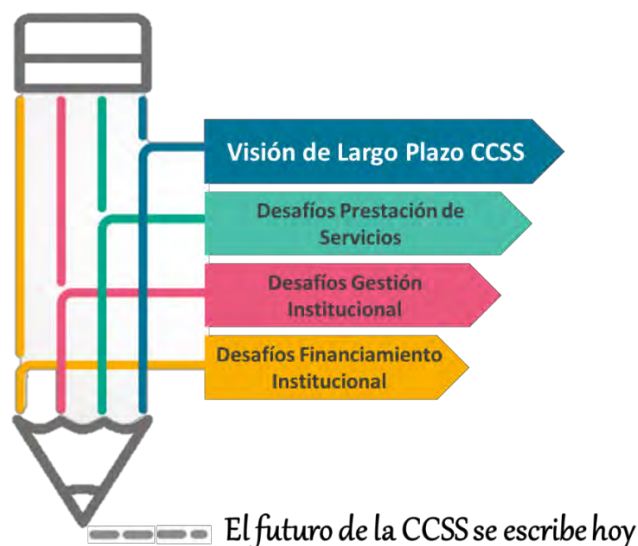 Visión de Largo Plazo CCSS
Desafíos Prestación de
Servicios
Desafíos Gestión
Institucional
Desafíos Financiamiento
Institucional
El futuro de la CCSS se escribe hoy